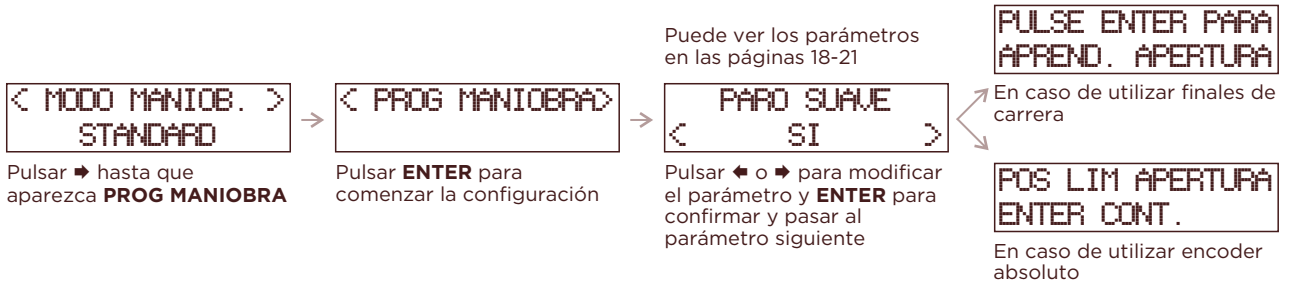 < MODO MANIOB. >
STANDARD
Pulsar ➡ hasta que
aparezca PROG MANIOBRA
< PROG MANIOBRA>
Pulsar ENTER para
comenzar la configuración
Puede ver los parámetros
en las páginas 18-21
PARO SUAVE
< SI >
Pulsar ⬅ o ➡ para modificar
el parámetro y ENTER para
confirmar y pasar al
parámetro siguiente
PULSE ENTER PARA
APREND. APERTURA
En caso de utilizar finales de
carrera
POS LIM APERTURA
ENTER CONT.
En caso de utilizar encoder
absoluto